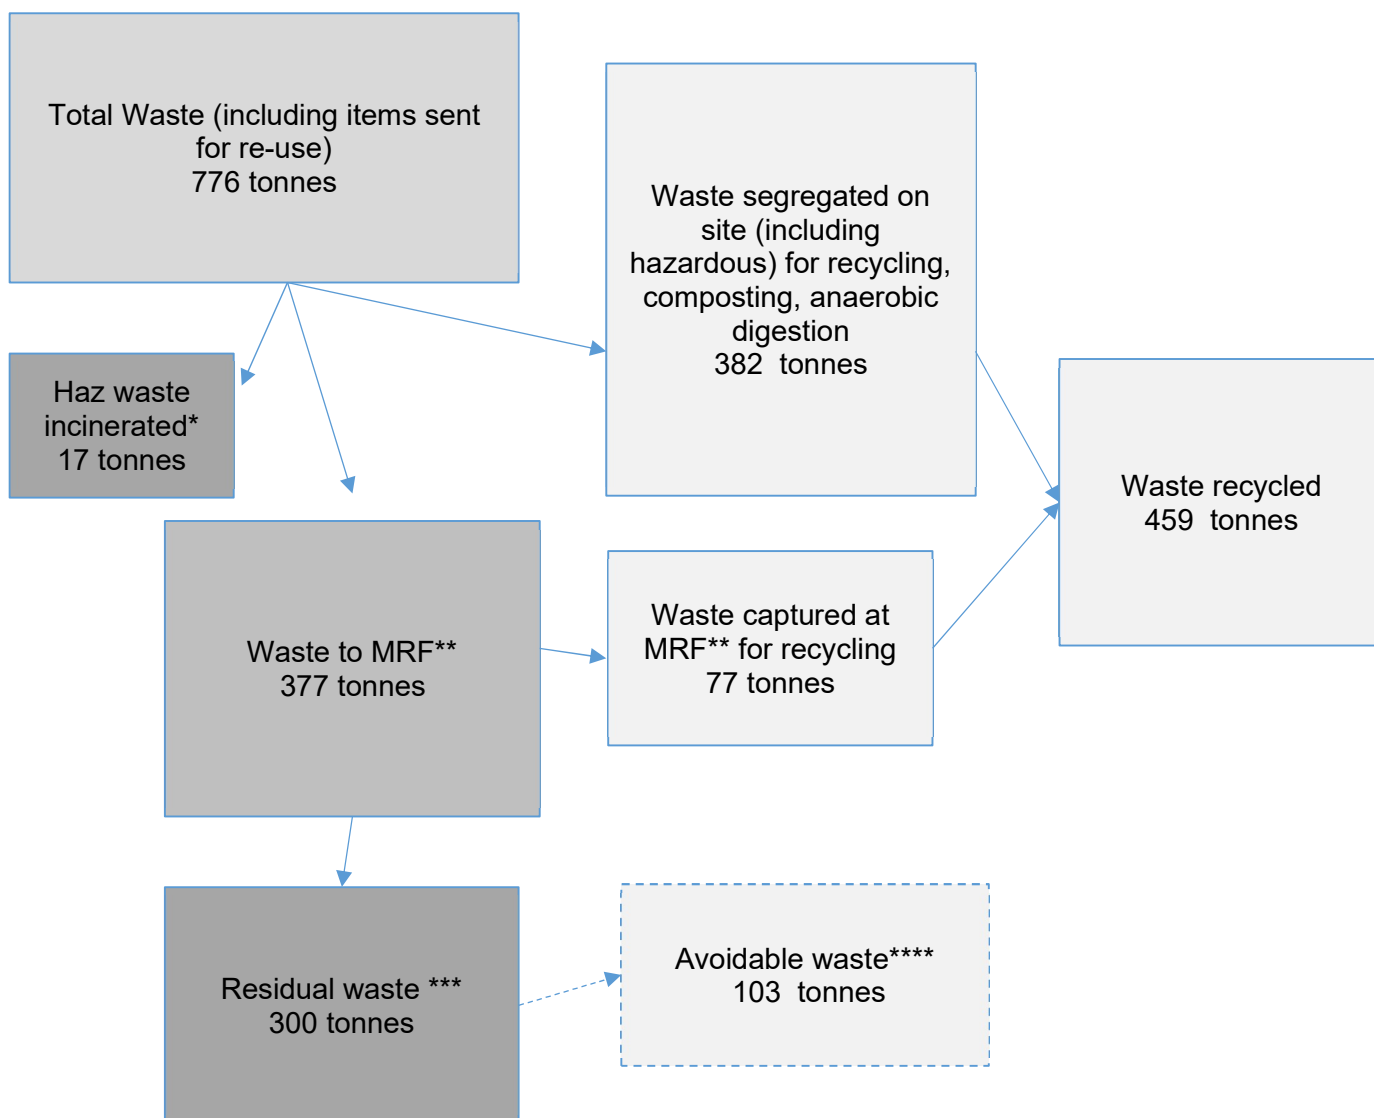 Total Waste (including items sent
for re-use)
776 tonnes
Waste segregated on
site (including
hazardous) for recycling,
composting, anaerobic
digestion
382  tonnes
Haz waste
incinerated*
17 tonnes
Waste recycled
459  tonnes
Waste to MRF**
377 tonnes
Waste captured at
MRF** for recycling
77 tonnes
Residual waste ***
300 tonnes
Avoidable waste****
103  tonnes